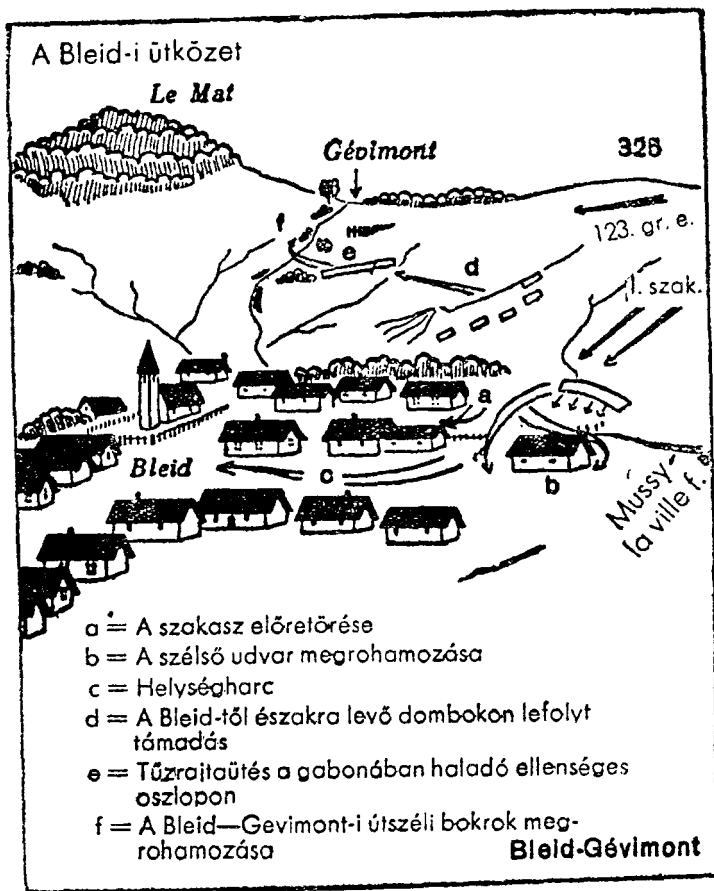 A Bleid-i ütközet
Le Mat
Gévimont
326
123. gr. e.
f
e
d
I. szak.
a
Bleid
c
b
Mussy-
la ville f.
a = A szakasz előretörése
b = A szélső udvar megrohamozása
c = Helységharc
d = A Bleid-től északra levő dombokon lefolyt
támadás
e = Tűzrajtaütés a gabonában haladó ellenséges
oszlopon
f = A Bleid—Gevimont-i útszéli bokrok meg-
rohamozása
Bleid-Gévimont